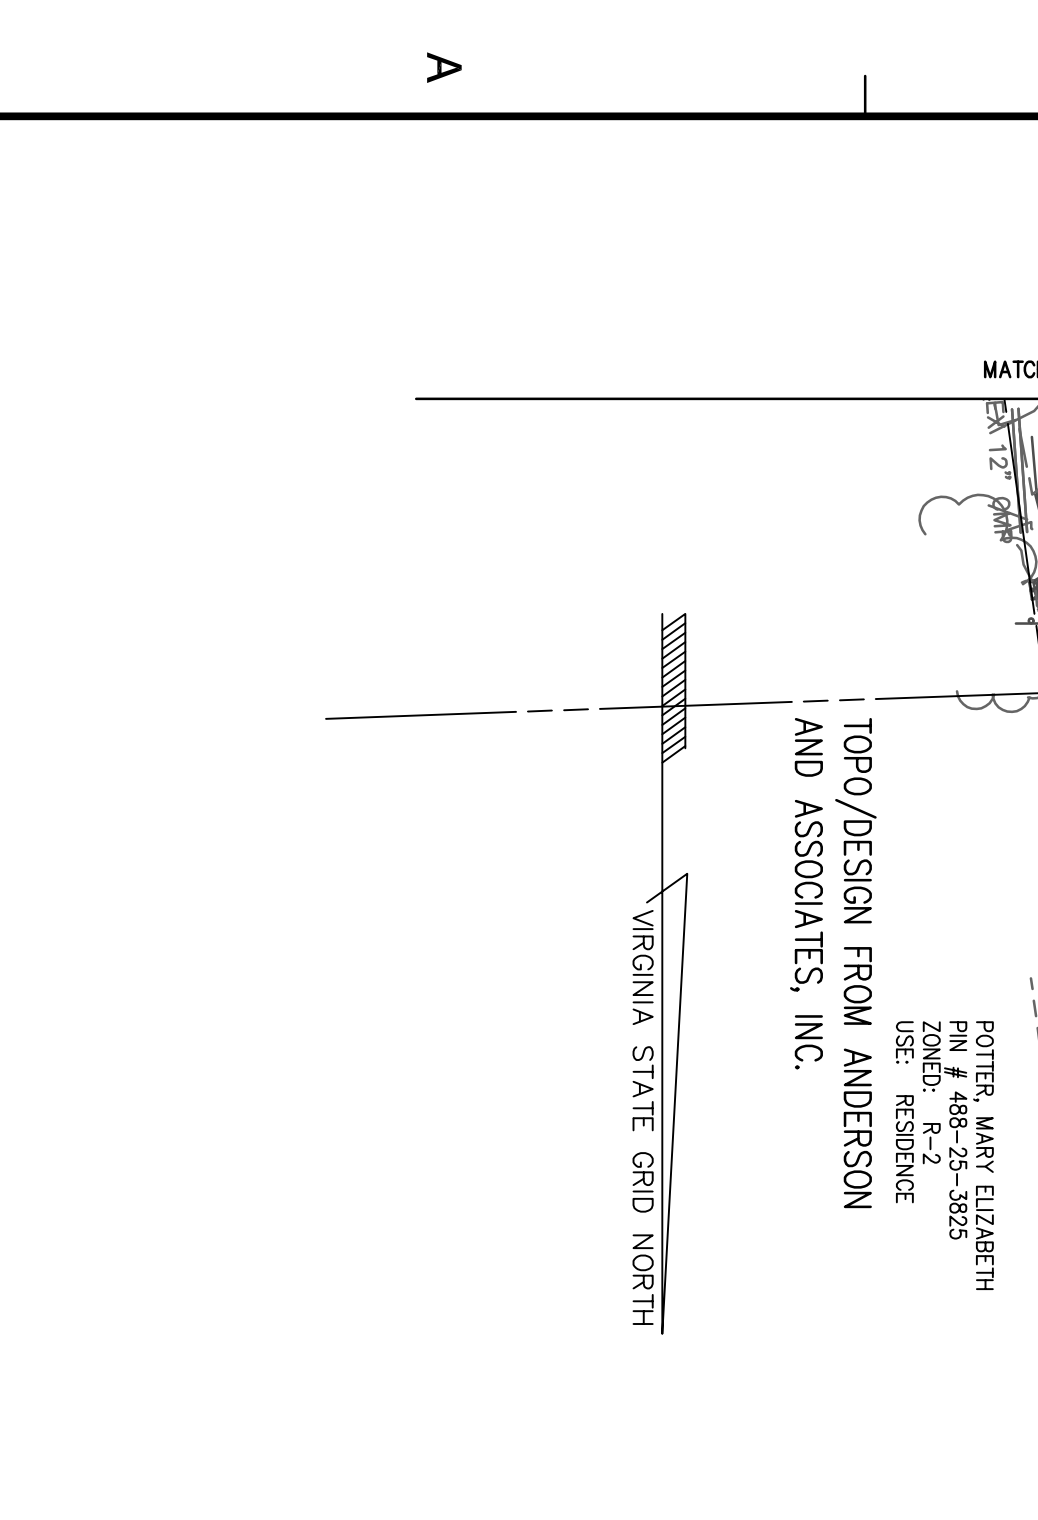 A
EX 12" CMP
TOPO/DESIGN FROM ANDERSON
AND ASSOCIATES, INC.
POTTER, MARY ELIZABETH
PIN # 488-25-3825
ZONED: R-2
USE: RESIDENCE
VIRGINIA STATE GRID NORTH